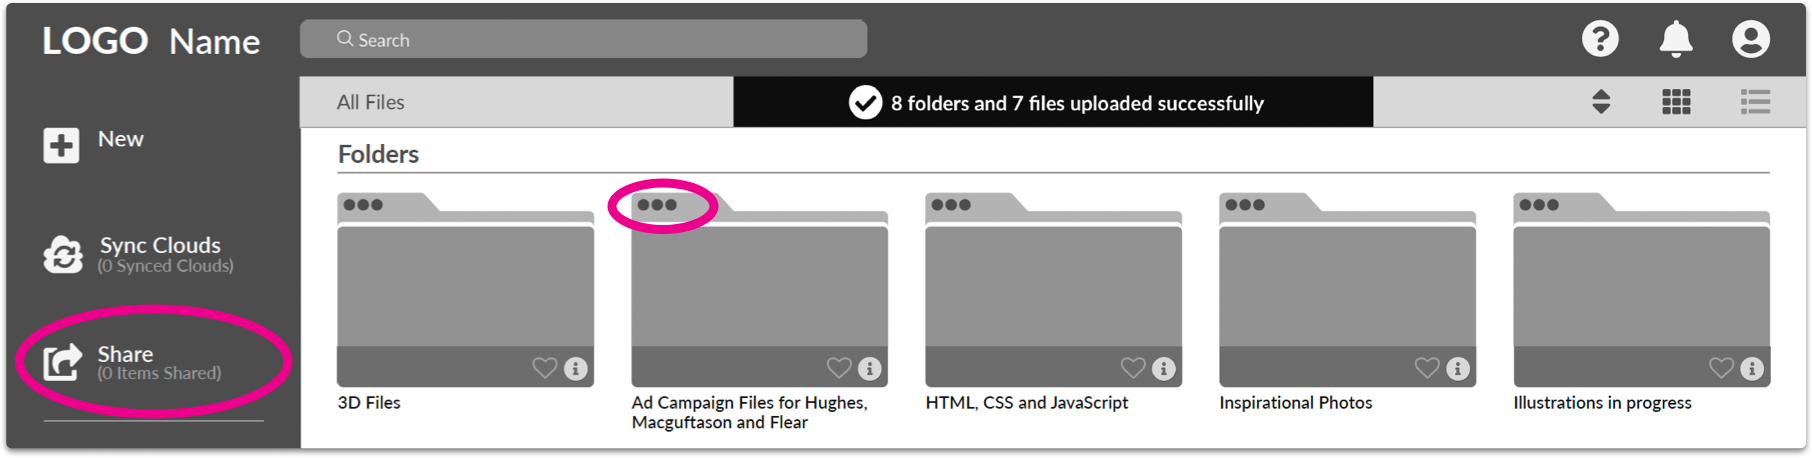 LOGO Name
Search
All Files
8 folders and 7 files uploaded successfully
New
Sync Clouds
(0 Synced Clouds)
Share
(0 Items Shared)
Folders
3D Files
Ad Campaign Files for Hughes,
Macguftason and Flear
HTML, CSS and JavaScript
Inspirational Photos
Illustrations in progress